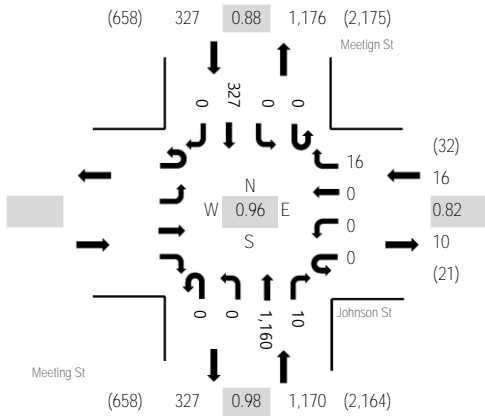 (658) 327 0.88 1,176 (2,175)
Meetign St
0 327 0 0
(32)
16 16
N 0
W 0.96 E 0.82
S 0 10
0 (21)
0 0 1,160 10
Johnson St
Meeting St
(658) 327 0.98 1,170 (2,164)